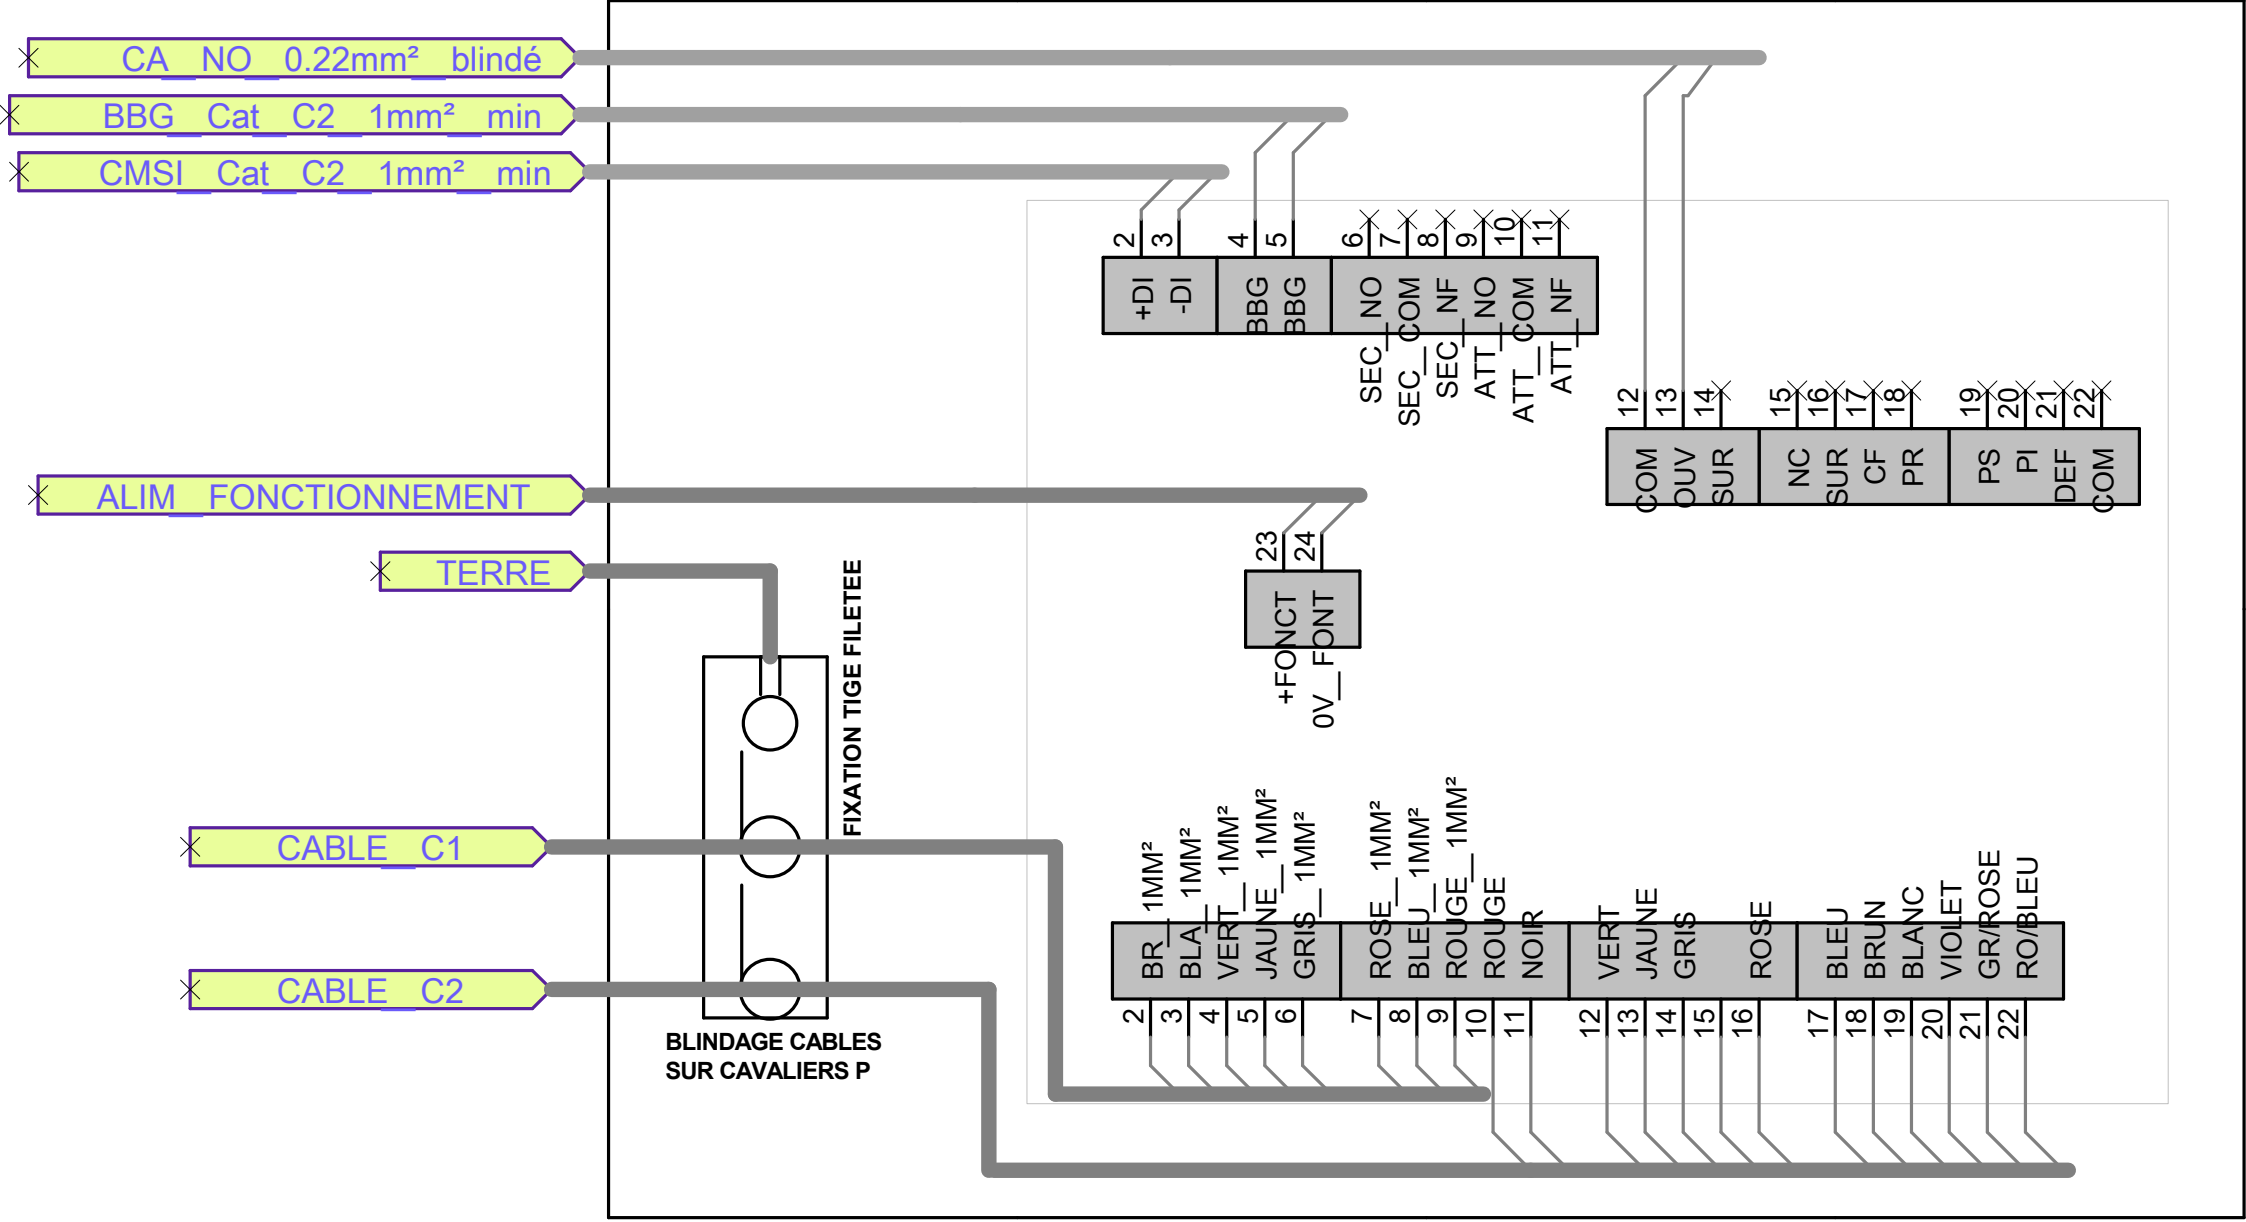 CA_NO_0.22mm²_blindé
BBG_Cat_C2_1mm²_min
CMSI_Cat_C2_1mm²_min
2 3 4 5 6 7 8 9 10 11
+DI -DI BBG BBG SEC_NO SEC_COM SEC_NF ATT_NO ATT_COM ATT_NF
12 13 14 15 16 17 18 19 20 21 22
COM OUV SUR NC SUR CF PR PS PI DEF COM
ALIM_FONCTIONNEMENT
23 24
+FONCT 0V_FONT
TERRE
FIXATION TIGE FILETEE
CABLE_C1
CABLE_C2
BLINDAGE CABLES
SUR CAVALIERS P
BR_1MM² BLA_1MM² VERT_1MM² JAUNE_1MM² GRIS_1MM² ROSE_1MM² BLEU_1MM² ROUGE_1MM² ROUGE NOIR VERT JAUNE GRIS ROSE BLEU BRUN BLANC VIOLET GR/ROSE RO/BLEU
2 3 4 5 6 7 8 9 10 11 12 13 14 15 16 17 18 19 20 21 22